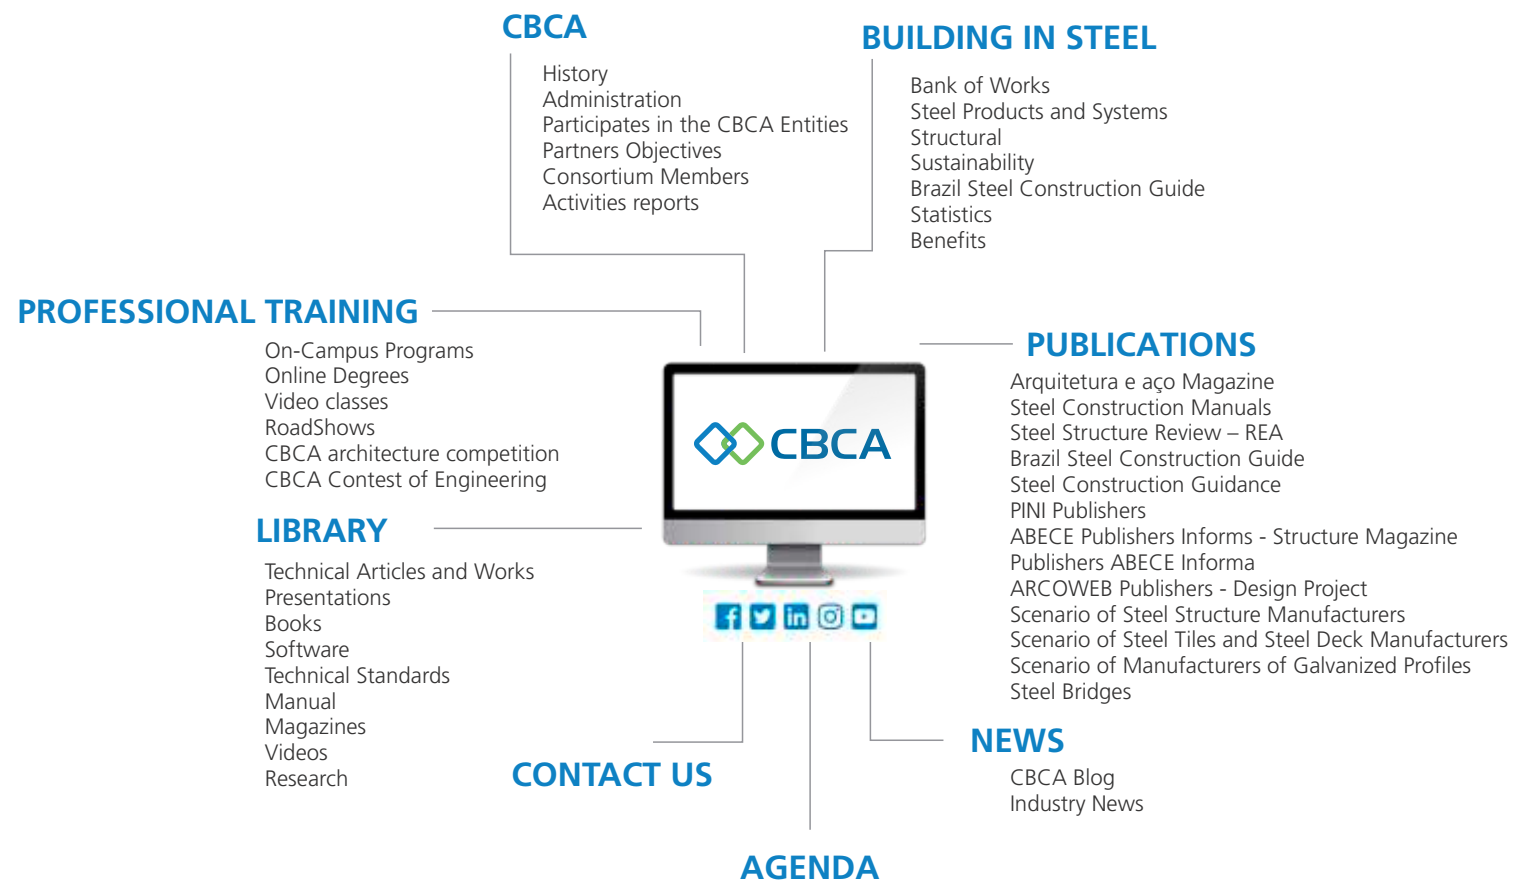 CBCA
History
Administration
Participates in the CBCA Entities
Partners Objectives
Consortium Members
Activities reports
BUILDING IN STEEL
Bank of Works
Steel Products and Systems
Structural
Sustainability
Brazil Steel Construction Guide
Statistics
Benefits
PROFESSIONAL TRAINING
On-Campus Programs
Online Degrees
Video classes
RoadShows
CBCA architecture competition
CBCA Contest of Engineering
PUBLICATIONS
Arquitetura e aço Magazine
Steel Construction Manuals
Steel Structure Review – REA
Brazil Steel Construction Guide
Steel Construction Guidance
PINI Publishers
ABECE Publishers Informs - Structure Magazine
Publishers ABECE Informa
ARCOWEB Publishers - Design Project
Scenario of Steel Structure Manufacturers
Scenario of Steel Tiles and Steel Deck Manufacturers
Scenario of Manufacturers of Galvanized Profiles
Steel Bridges
CBCA
LIBRARY
Technical Articles and Works
Presentations
Books
Software
Technical Standards
Manual
Magazines
Videos
Research
CONTACT US
NEWS
CBCA Blog
Industry News
AGENDA